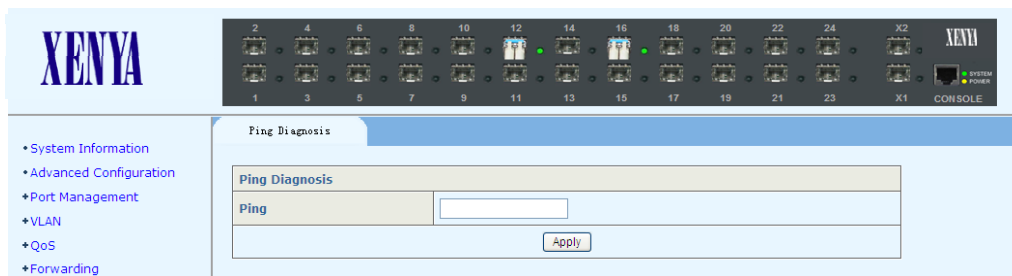 XENYA
2 4 6 8 10 12 14 16 18 20 22 24 X2
XENYA
SYSTEM
POWER
1 3 5 7 9 11 13 15 17 19 21 23 X1 CONSOLE
Ping Diagnosis
System Information
Advanced Configuration
+Port Management
+VLAN
+QoS
+Forwarding
Ping Diagnosis
Ping
Apply